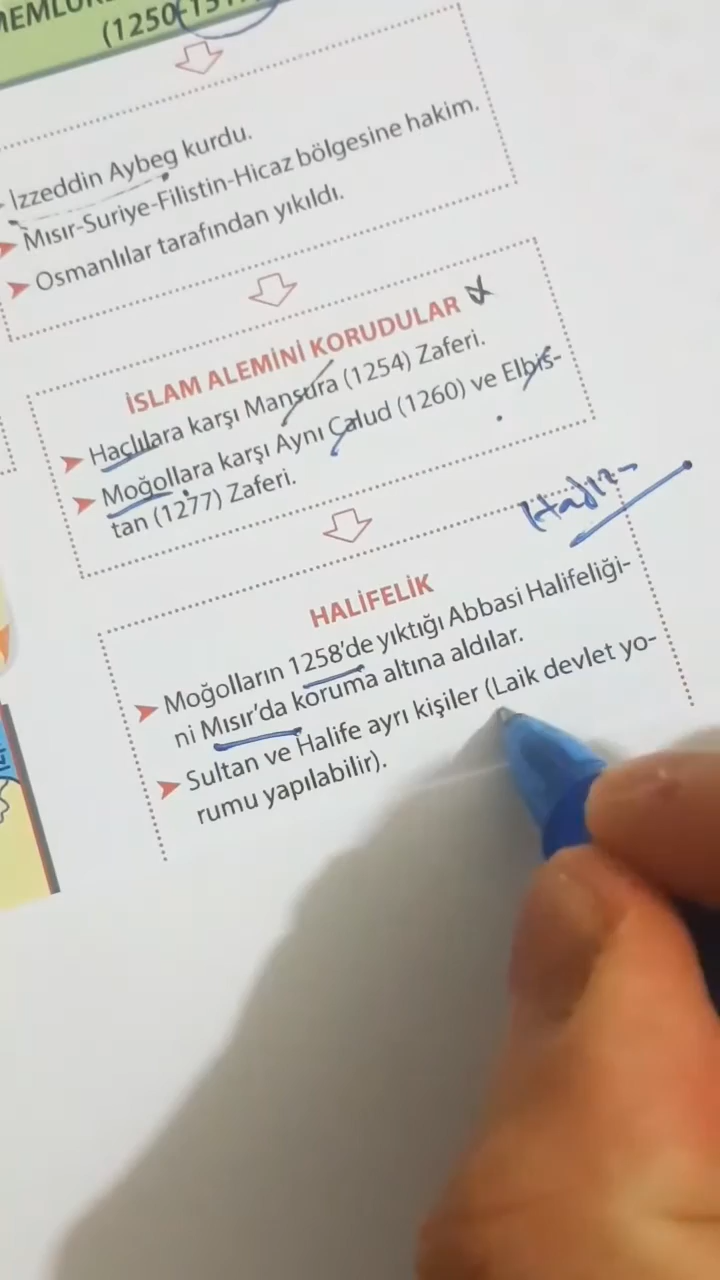 (1250-151
İzzeddin Aybeg kurdu.
Mısır-Suriye-Filistin-Hicaz bölgesine hakim.
Osmanlılar tarafından yıkıldı.
İSLAM ALEMİNİ KORUDULAR
Haçlılara karşı Mansura (1254) Zaferi.
Moğollara karşı Aynı Calud (1260) ve Elbis-
tan (1277) Zaferi.
HALİFELİK
Moğolların 1258'de yıktığı Abbasi Halifeliği-
ni Mısır'da koruma altına aldılar.
Sultan ve Halife ayrı kişiler (Laik devlet yo-
rumu yapılabilir).